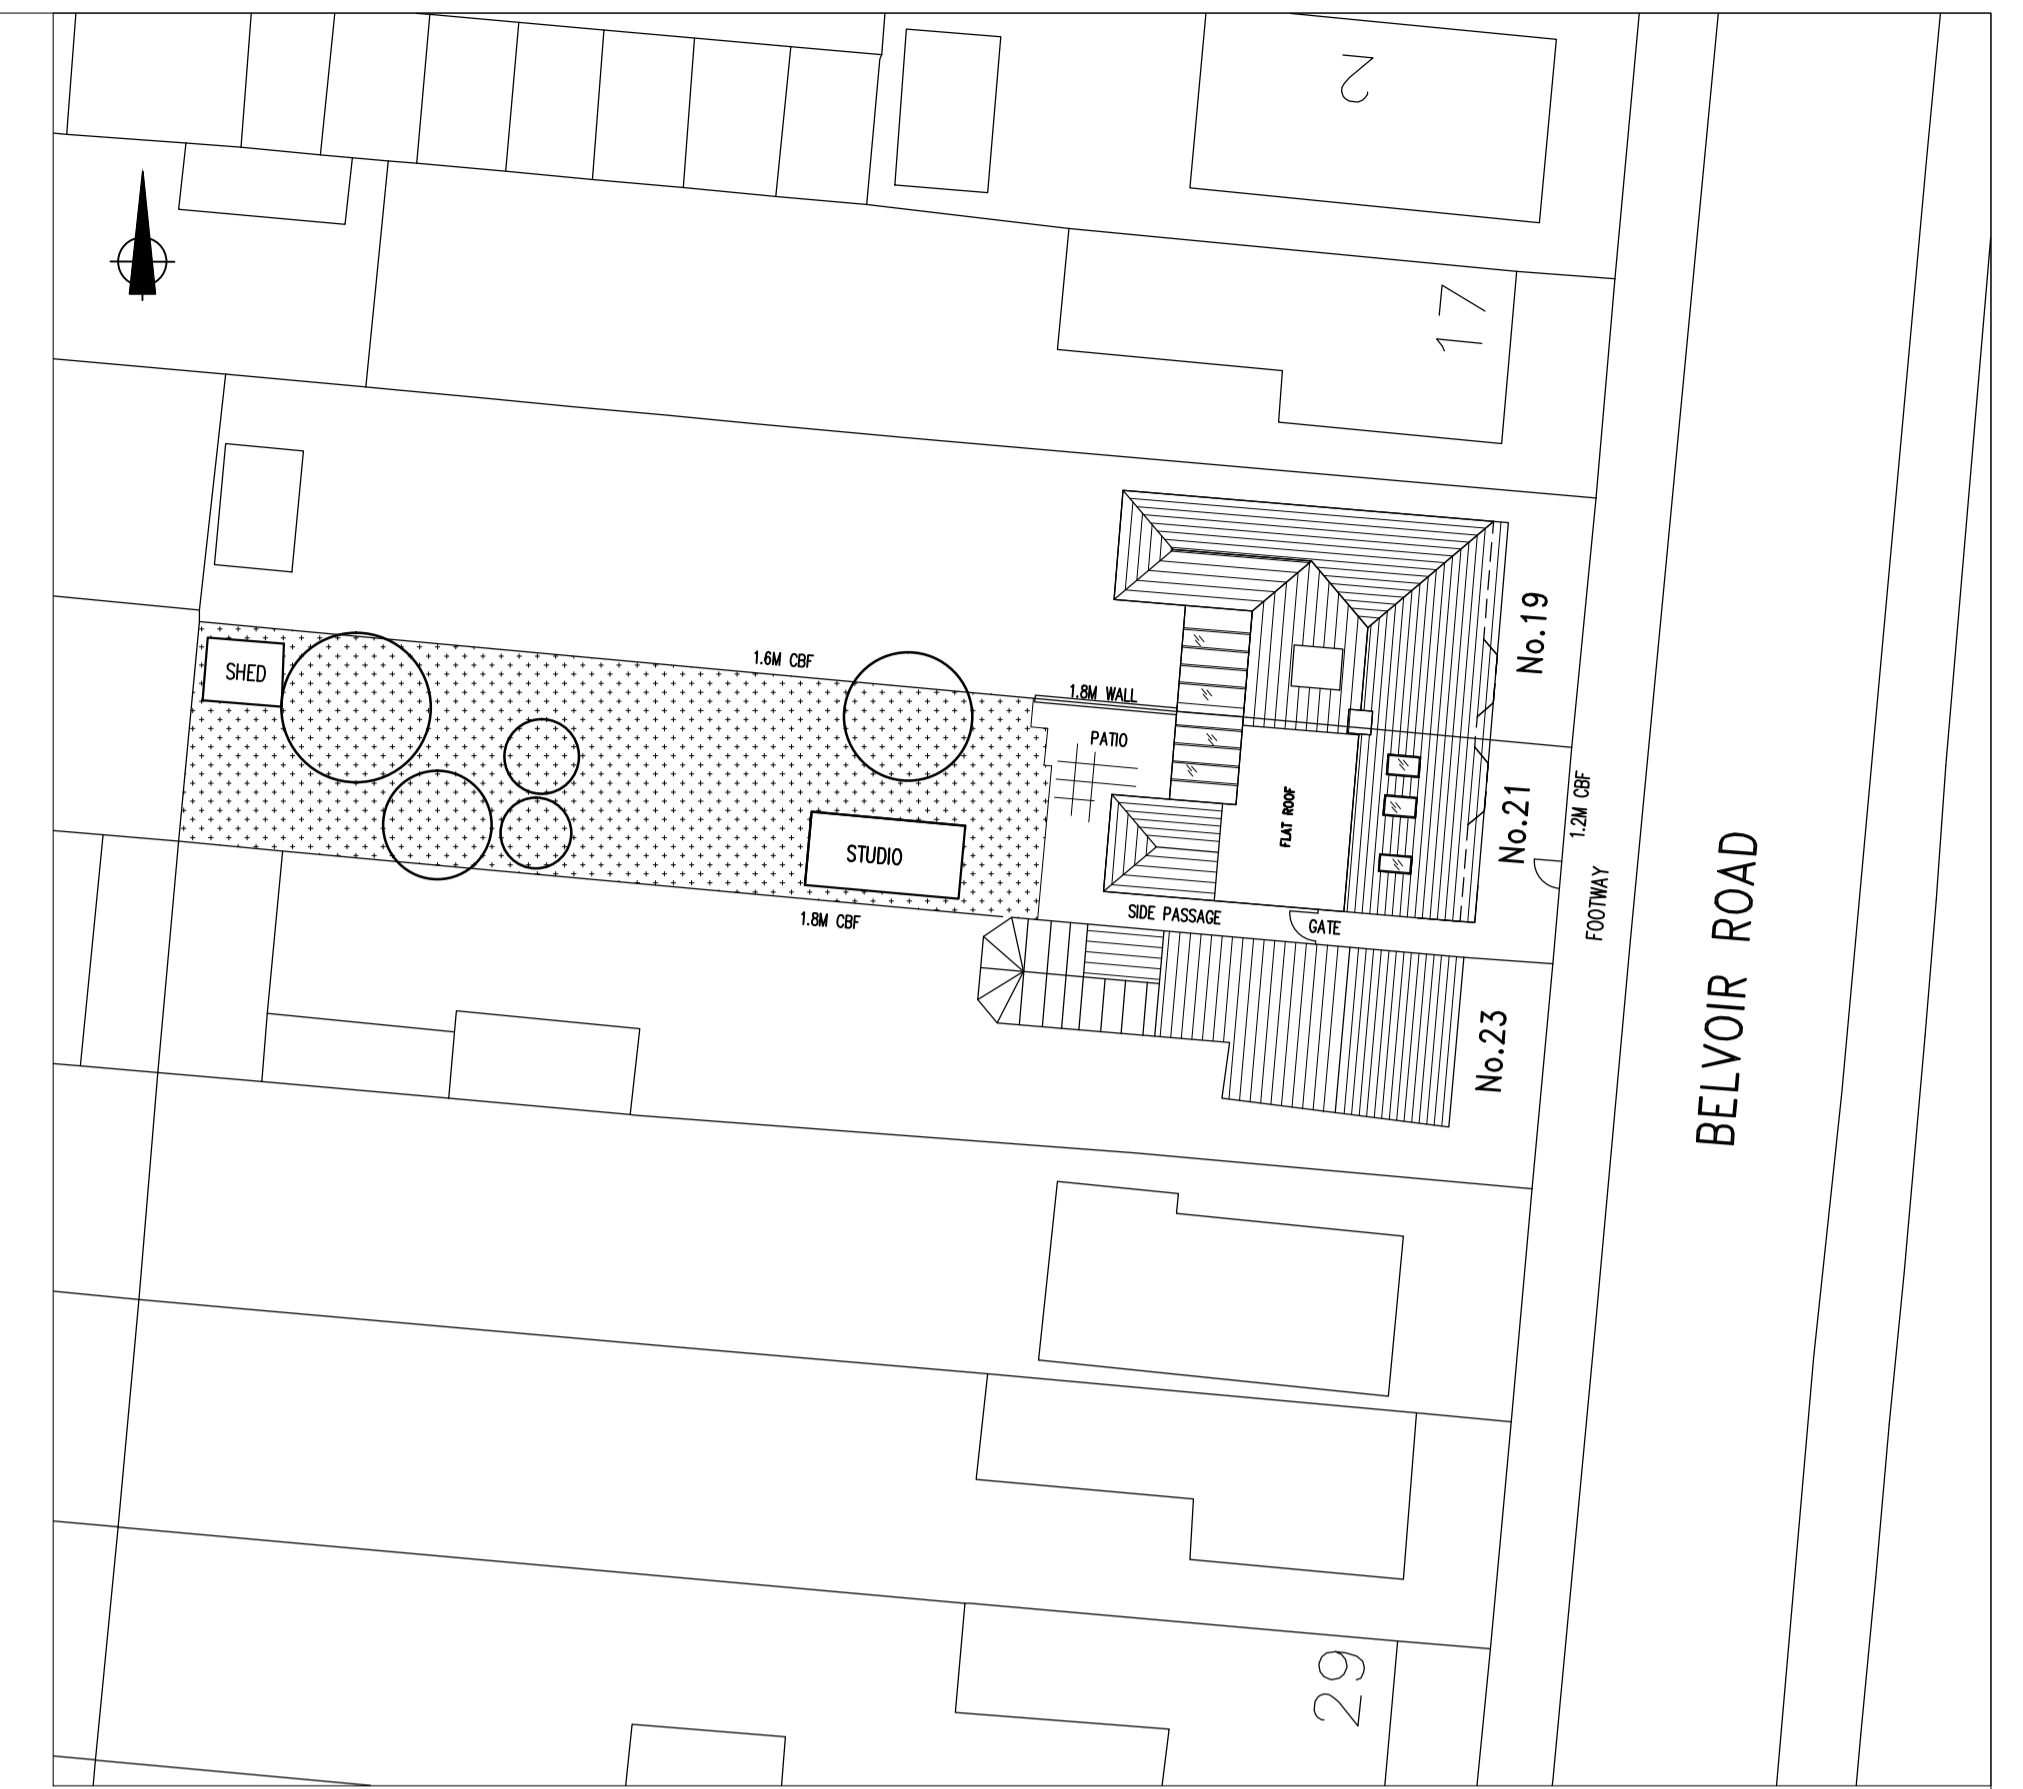 2
17
No.19
SHED
1.6M CBF
1.8M WALL
PATIO
No.21
1.2M CBF
FLAT ROOF
STUDIO
1.8M CBF
SIDE PASSAGE
GATE
FOOTWAY
BELVOIR ROAD
No.23
29